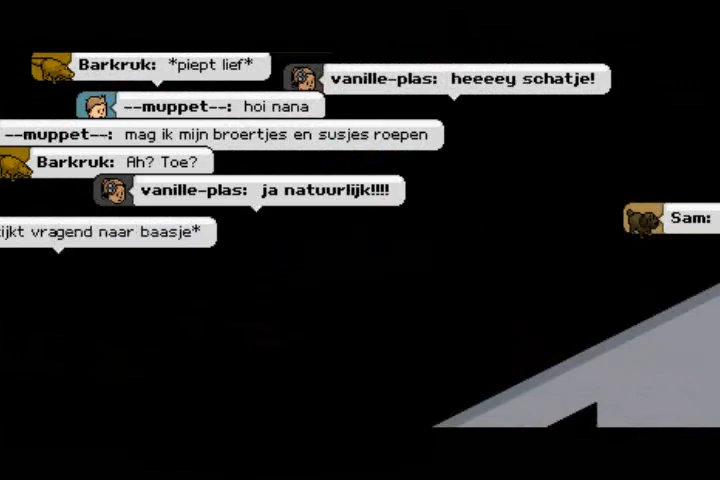 Barkruk: *piept lief*
vanille-plas: heeeey schatje!
--muppet--: hoi nana
--muppet--: mag ik mijn broertjes en susjes roepen
Barkruk: Ah? Toe?
vanille-plas: ja natuurlijk!!!!
Sam:
vragend naar baasje*